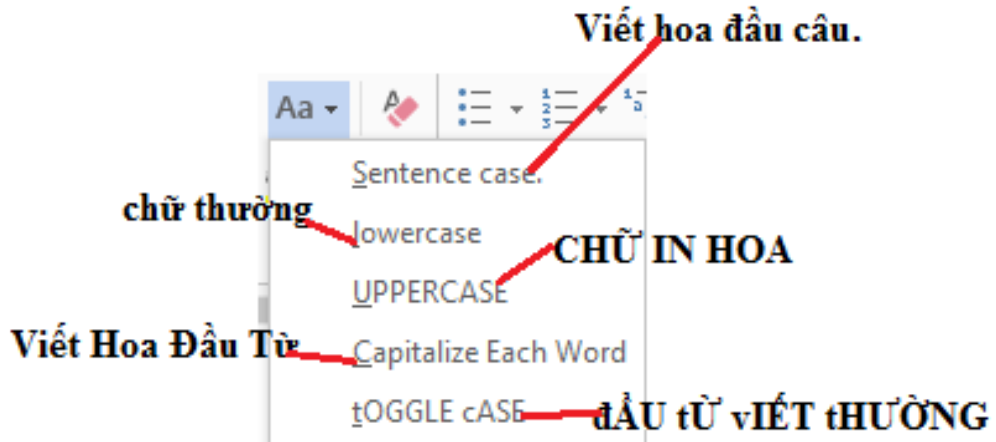 Viết hoa đầu câu.
Aa
Sentence case.
chữ thường
lowercase
CHỮ IN HOA
UPPERCASE
Viết Hoa Đầu Từ
Capitalize Each Word
tOGGLE cASE
đẦU tỪ vIẾT tHƯỜNG